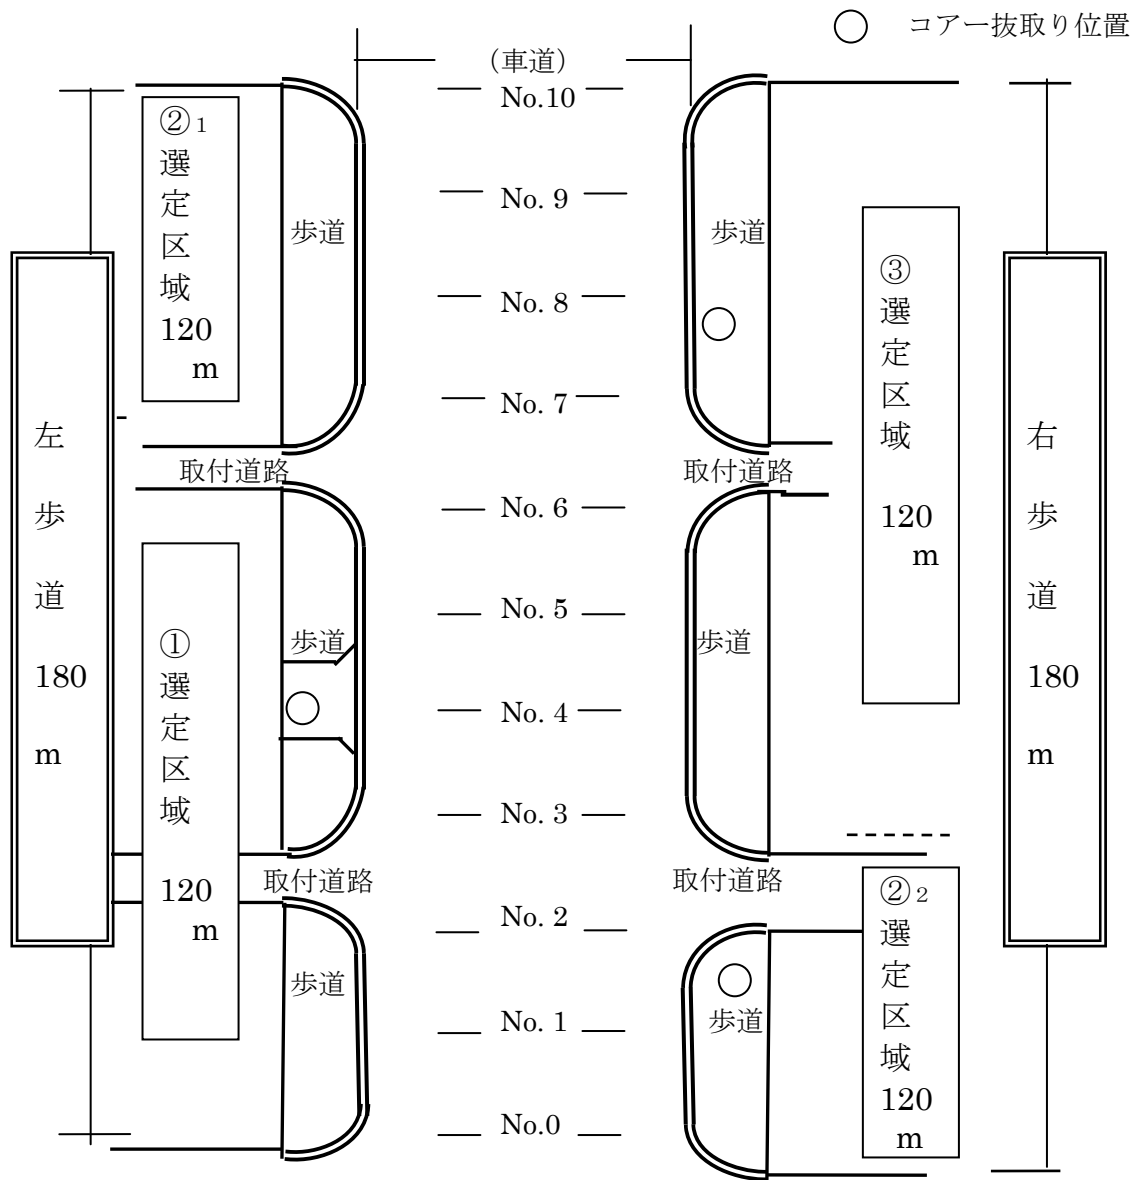 コアー抜取り位置
(車道)
No.10
No. 9
No. 8
No. 7
No. 6
No. 5
No. 4
No. 3
No. 2
No. 1
No.0
左歩道 180 m
②1選定区域 120 m
①選定区域 120 m
歩道
取付道路
歩道
取付道路
歩道
歩道
取付道路
歩道
取付道路
歩道
③選定区域 120 m
②2選定区域 120 m
右歩道 180 m